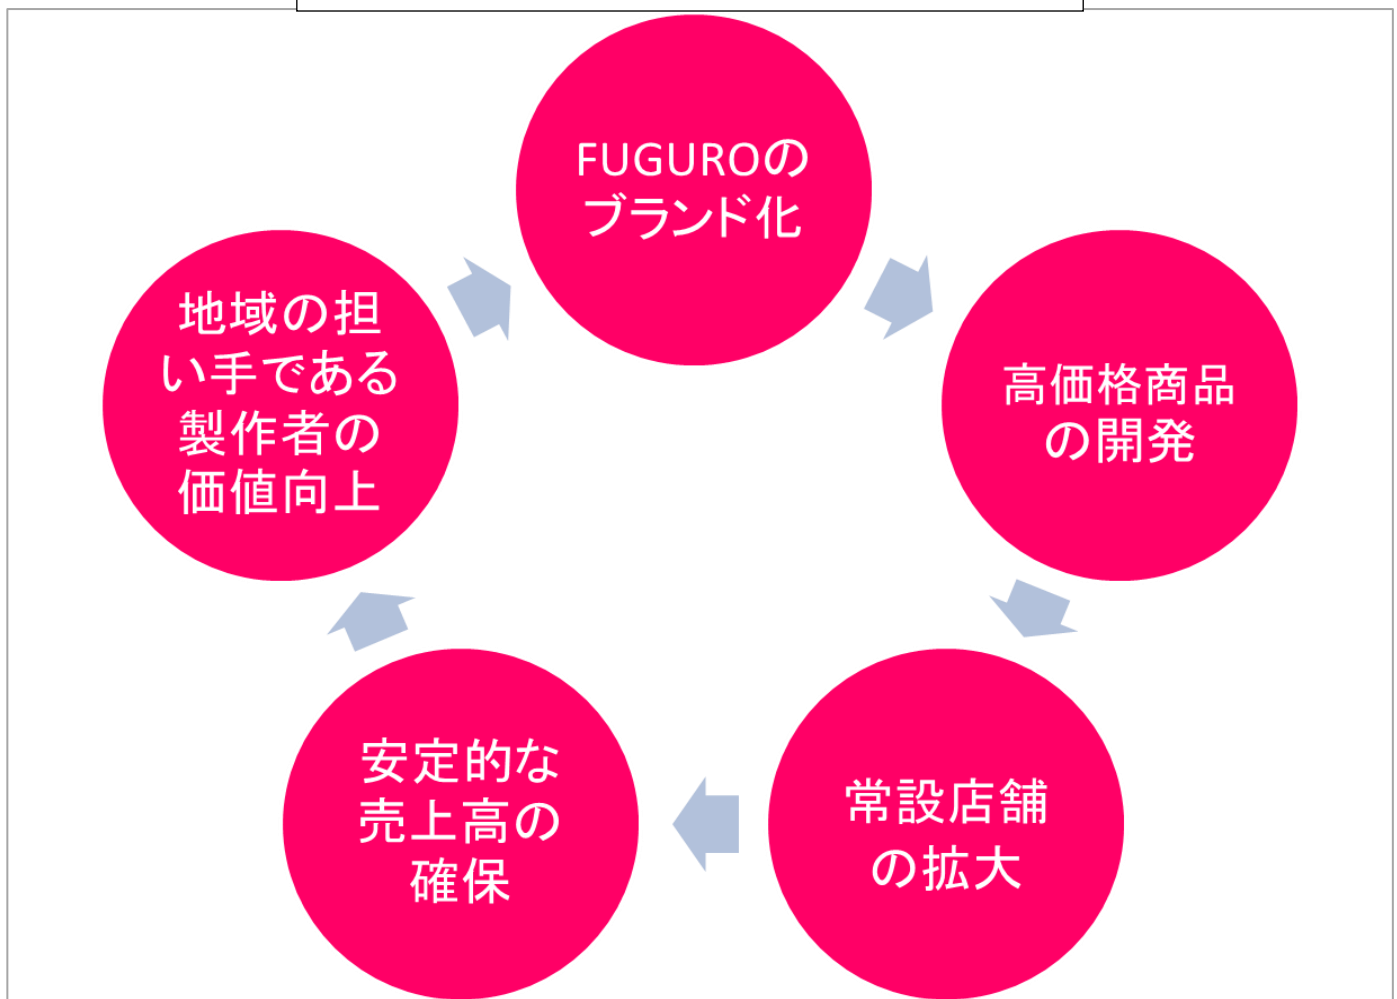 FUGUROの
ブランド化
高価格商品
の開発
常設店舗
の拡大
安定的な
売上高の
確保
地域の担
い手である
製作者の
価値向上